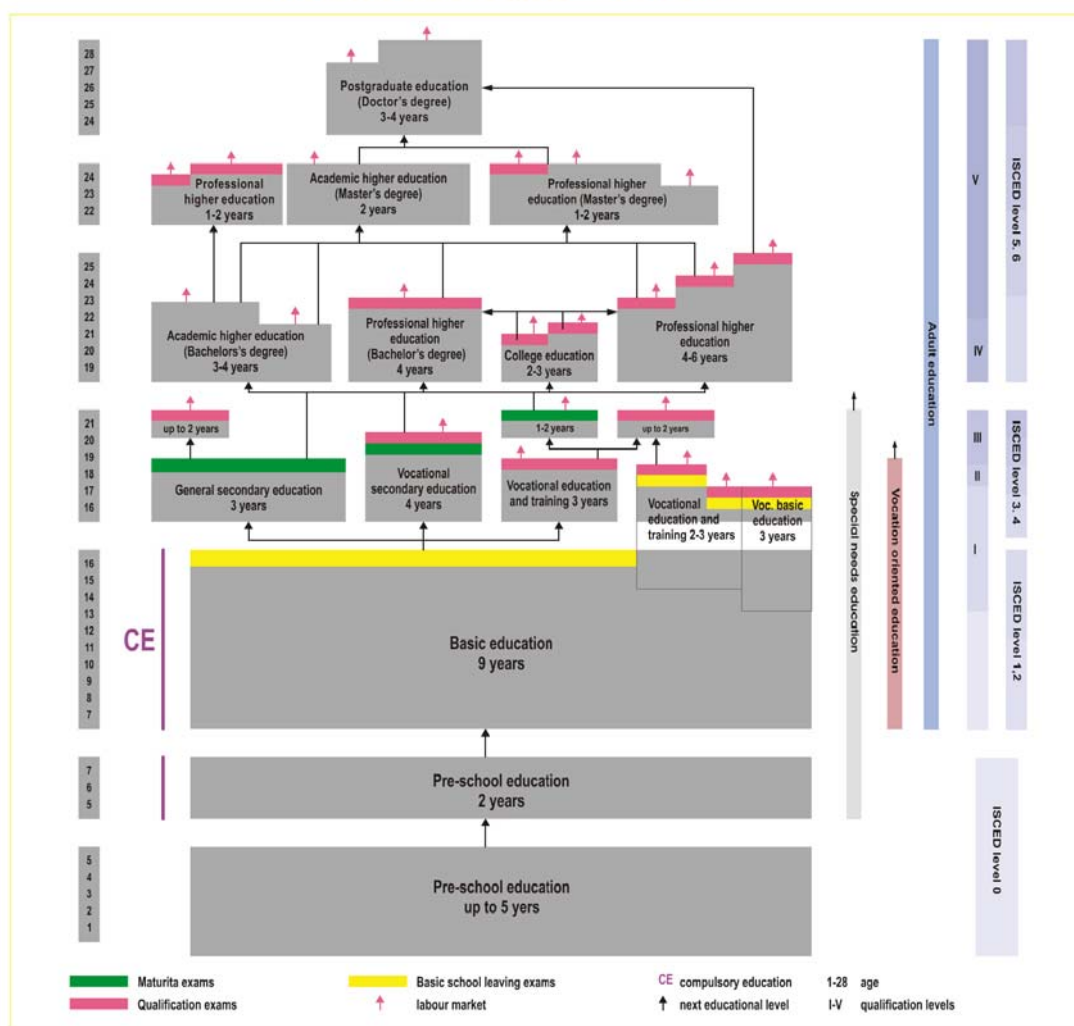 28
27
26
25
24
Postgraduate education
(Doctor's degree)
3-4 years
24
23
22
Professional
higher education
1-2 years
Academic higher education
(Master's degree)
2 years
Professional higher
education (Master's degree)
1-2 years
25
24
23
22
21
20
19
Academic higher education
(Bachelors's degree)
3-4 years
Professional higher
education
(Bachelor's degree)
4 years
College education
2-3 years
Professional higher
education
4-6 years
21
20
19
18
17
16
up to 2 years
General secondary education
3 years
Vocational
secondary education
4 years
1-2 years
up to 2 years
Vocational education
and training 3 years
Vocational
education and
training 2-3 years
Voc. basic
education
3 years
16
15
14
13
12
11
10
9
8
7
CE
Basic education
9 years
7
6
5
Pre-school education
2 years
5
4
3
2
1
Pre-school education
up to 5 yers
Special needs education
Vocation oriented education
Adult education
V
IV
III
II
I
ISCED level 5. 6
ISCED level 3. 4
ISCED level 1,2
ISCED level 0
Maturita exams
Basic school leaving exams
CE compulsory education
1-28 age
Qualification exams
labour market
next educational level
I-V qualification levels